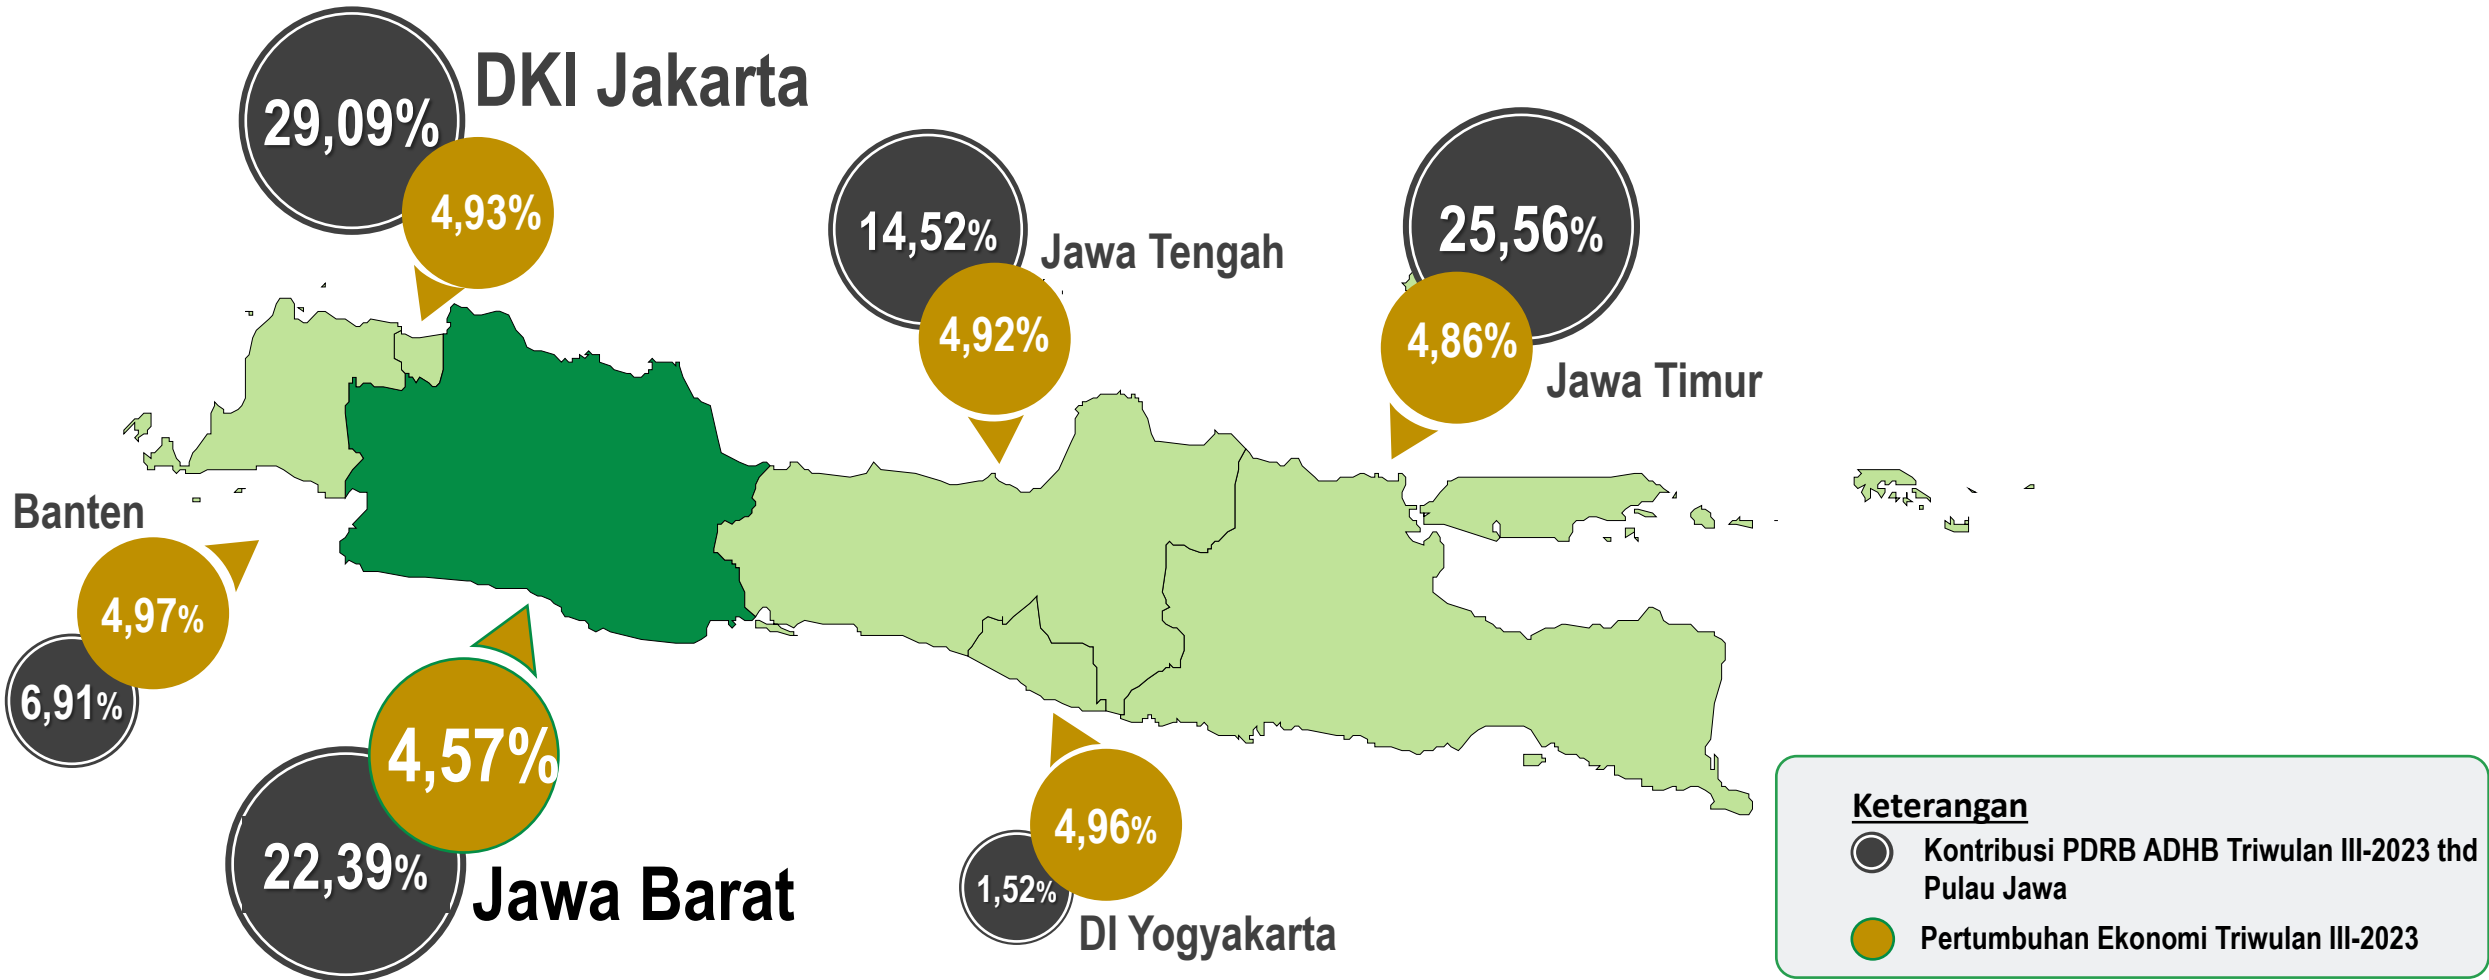 DKI Jakarta
29,09%
4,93%
14,52%
Jawa Tengah
4,92%
25,56%
4,86%
Jawa Timur
Banten
4,97%
6,91%
4,57%
22,39%
Jawa Barat
4,96%
1,52%
DI Yogyakarta
Keterangan
Kontribusi PDRB ADHB Triwulan III-2023 thd
Pulau Jawa
Pertumbuhan Ekonomi Triwulan III-2023